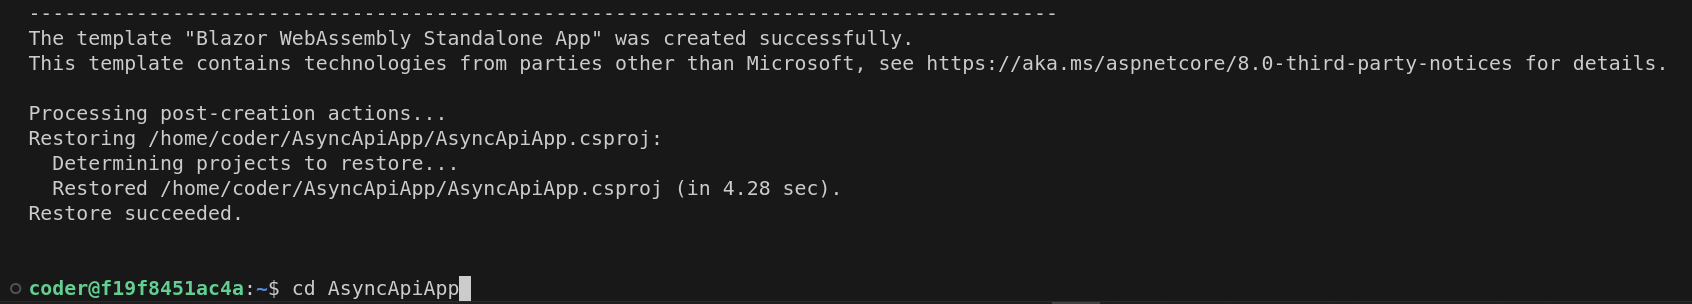 --------------------------------------------------------------------------------------
The template "Blazor WebAssembly Standalone App" was created successfully.
This template contains technologies from parties other than Microsoft, see https://aka.ms/aspnetcore/8.0-third-party-notices for details.
Processing post-creation actions...
Restoring /home/coder/AsyncApiApp/AsyncApiApp.csproj:
  Determining projects to restore...
  Restored /home/coder/AsyncApiApp/AsyncApiApp.csproj (in 4.28 sec).
Restore succeeded.
coder@f19f8451ac4a:~$ cd AsyncApiApp